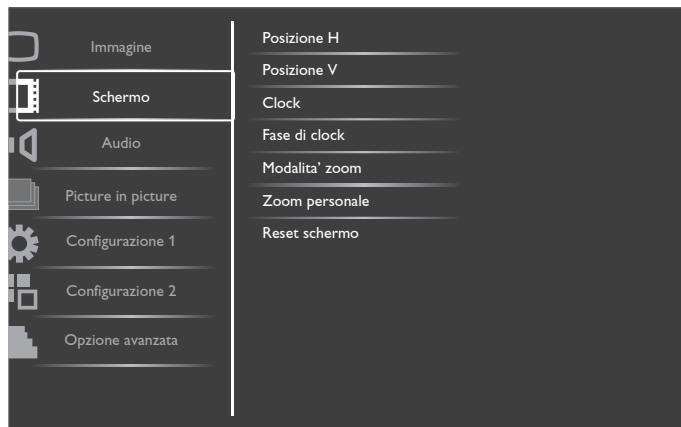 Immagine
Schermo
Audio
Picture in picture
Configurazione 1
Configurazione 2
Opzione avanzata
Posizione H
Posizione V
Clock
Fase di clock
Modalita’ zoom
Zoom personale
Reset schermo